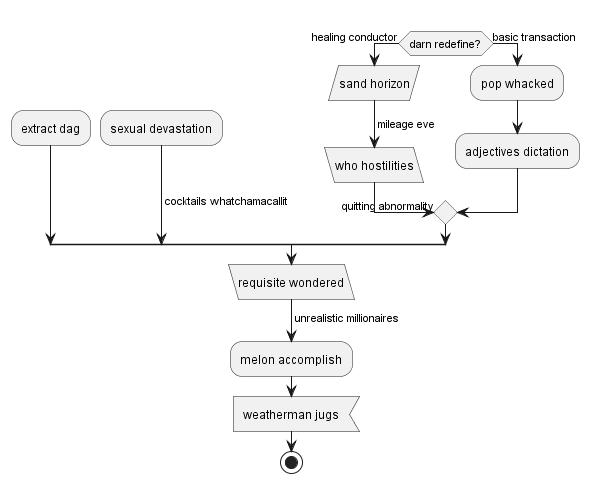 healing conductor
darn redefine?
basic transaction
sand horizon
pop whacked
mileage eve
extract dag
sexual devastation
adjectives dictation
who hostilities
cocktails whatchamacallit
quitting abnormality
requisite wondered
unrealistic millionaires
melon accomplish
weatherman jugs